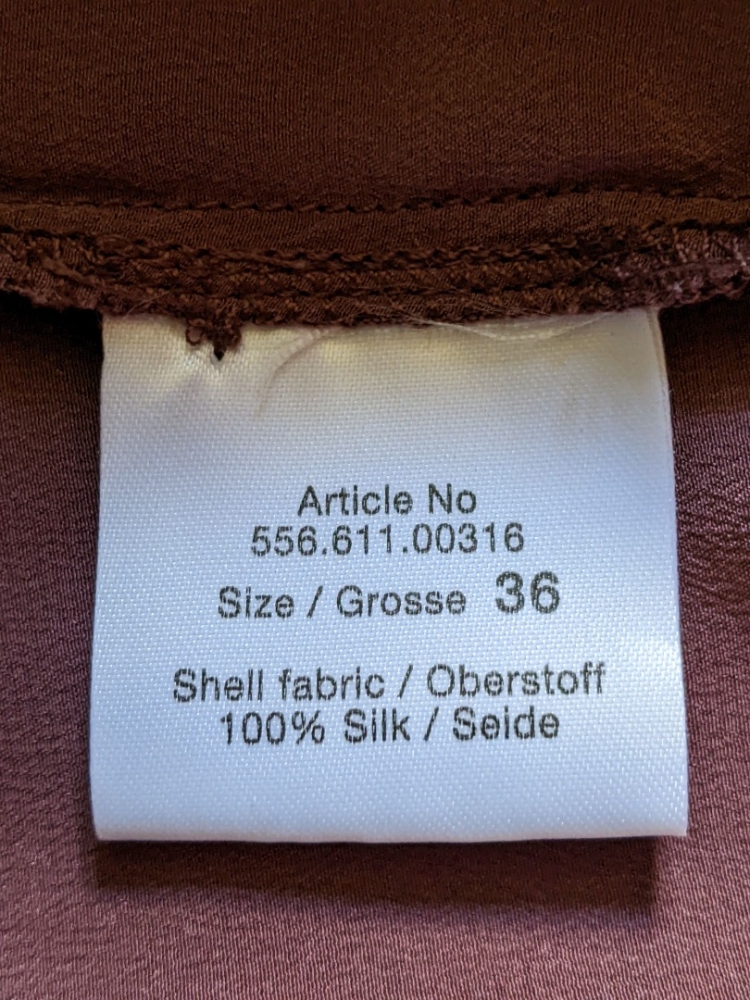 Article No
556.611.00316
Size / Grosse 36
Shell fabric / Oberstoff
100% Silk / Seide